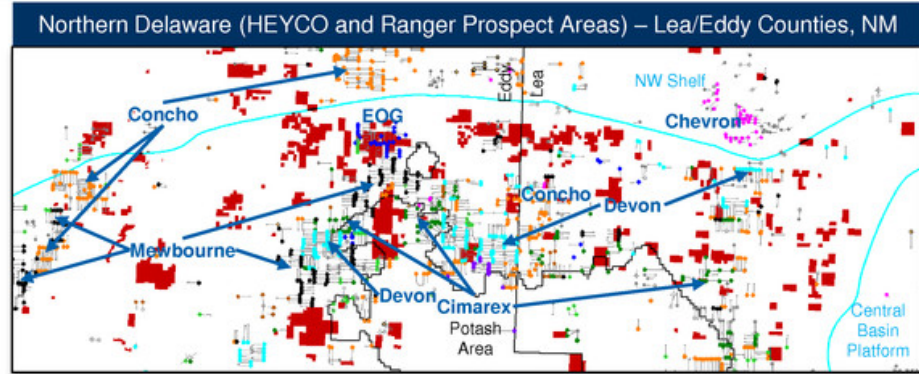 Northern Delaware (HEYCO and Ranger Prospect Areas) – Lea/Eddy Counties, NM
Eddy
Lea
NW Shelf
Concho
EOG
Chevron
Concho
Devon
Mewbourne
Devon
Cimarex
Potash
Area
Central
Basin
Platform